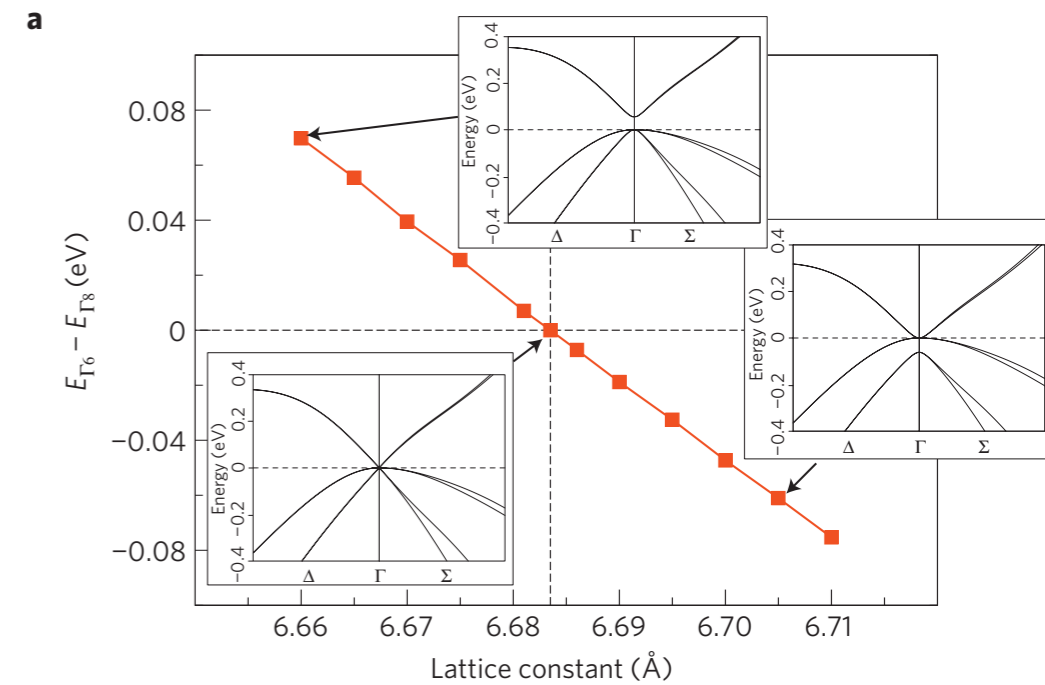 a
E_Γ6 − E_Γ8 (eV)
0.08
0.04
0
−0.04
−0.08
6.66 6.67 6.68 6.69 6.70 6.71
Lattice constant (Å)
Energy (eV)
0.4
0.2
0
−0.2
−0.4
Δ Γ Σ
Energy (eV)
0.4
0.2
0
−0.2
−0.4
Δ Γ Σ
Energy (eV)
0.4
0.2
0
−0.2
−0.4
Δ Γ Σ